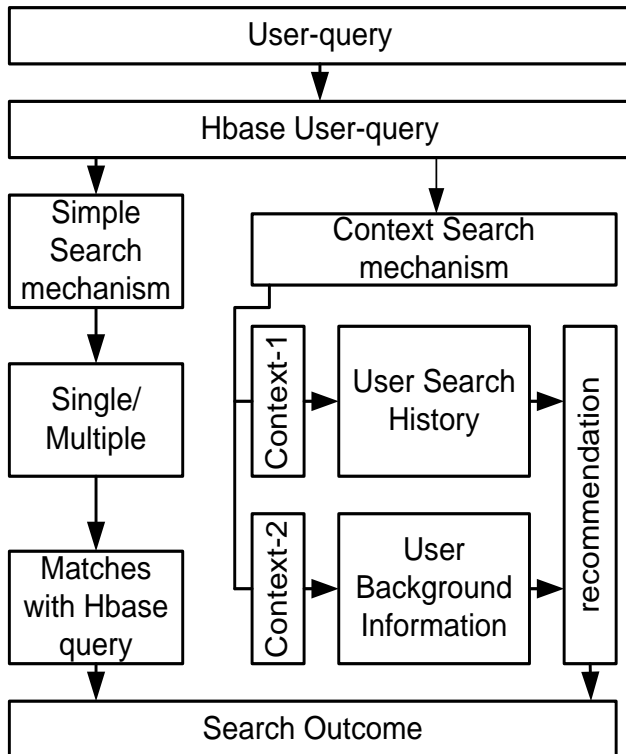 User-query
Hbase User-query
Simple
Search
mechanism
Context Search
mechanism
Single/
Multiple
Context-1
User Search
History
recommendation
Matches
with Hbase
query
Context-2
User
Background
Information
Search Outcome